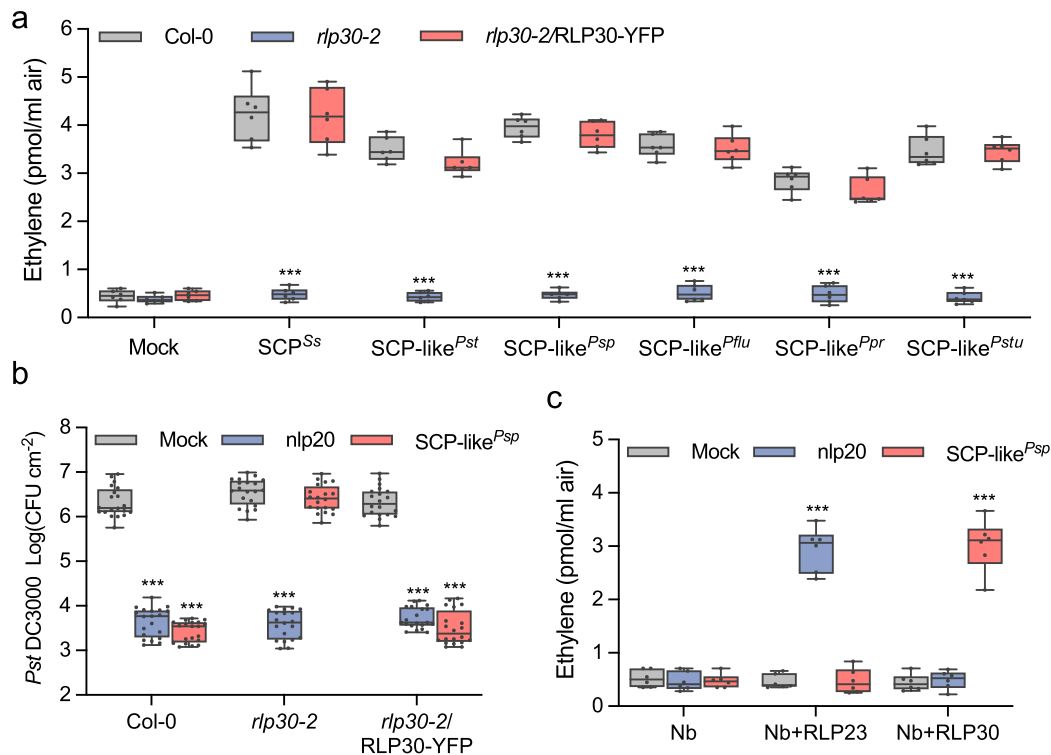 a
Col-0 rlp30-2 rlp30-2/RLP30-YFP
Ethylene (pmol/ml air)
6
5
4
3
2
1
0
*** *** *** *** *** ***
Mock SCP^Ss SCP-like^Pst SCP-like^Psp SCP-like^Pflu SCP-like^Ppr SCP-like^Pstu
b
Mock nlp20 SCP-like^Psp
Pst DC3000 Log(CFU cm⁻²)
8
7
6
5
4
3
2
*** *** *** *** ***
Col-0 rlp30-2 rlp30-2/
RLP30-YFP
c
Mock nlp20 SCP-like^Psp
Ethylene (pmol/ml air)
5
4
3
2
1
0
*** ***
Nb Nb+RLP23 Nb+RLP30